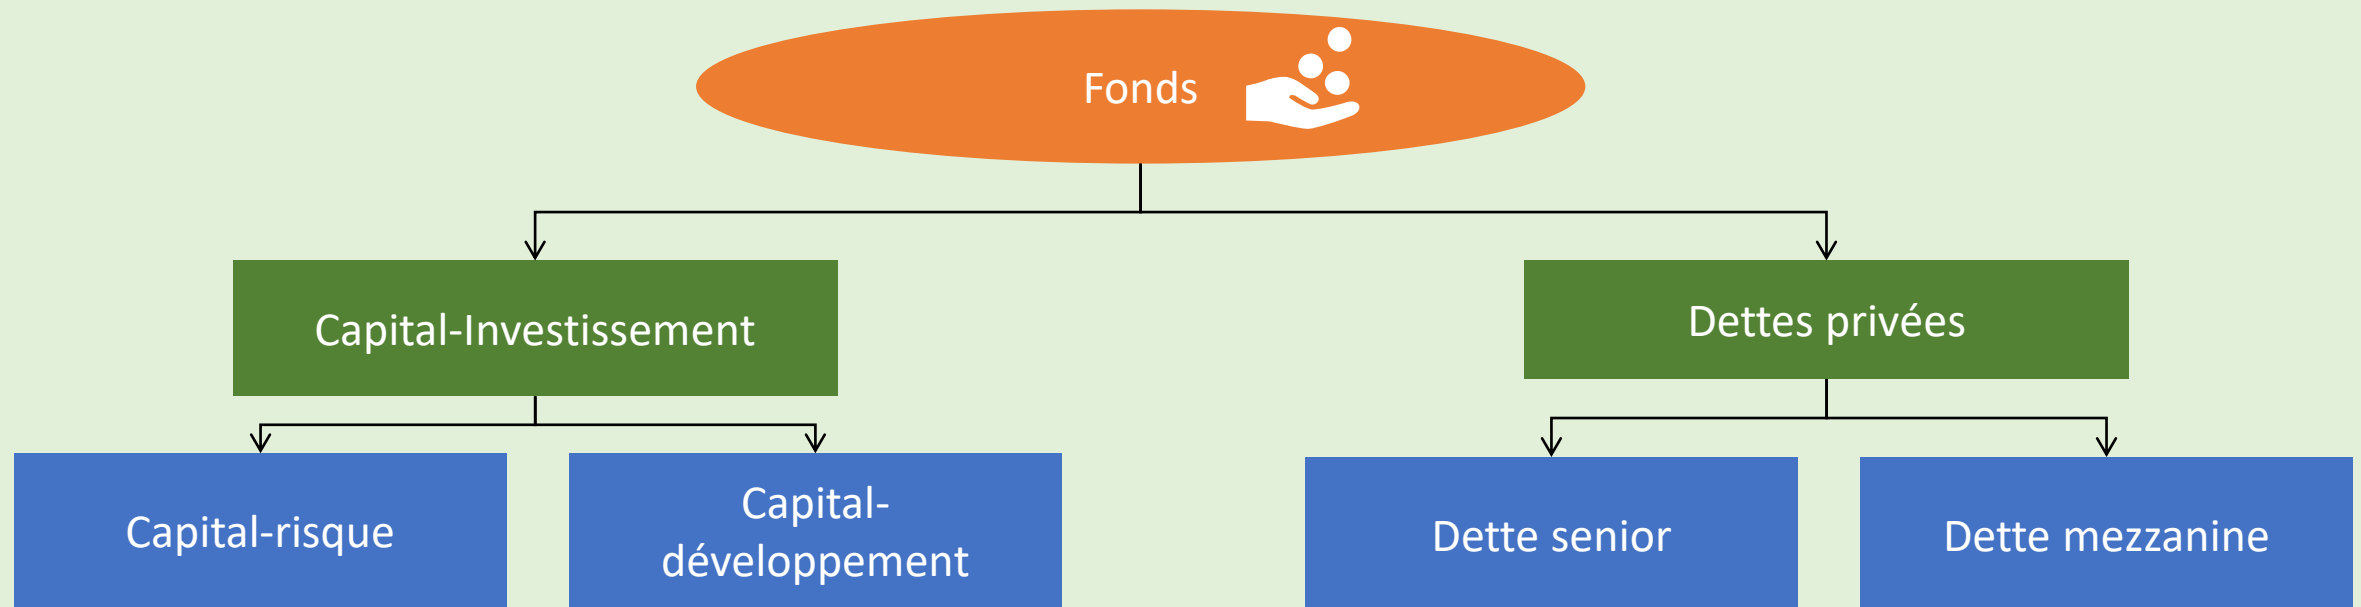 Fonds
Capital-Investissement
Dettes privées
Capital-risque
Capital-
développement
Dette senior
Dette mezzanine